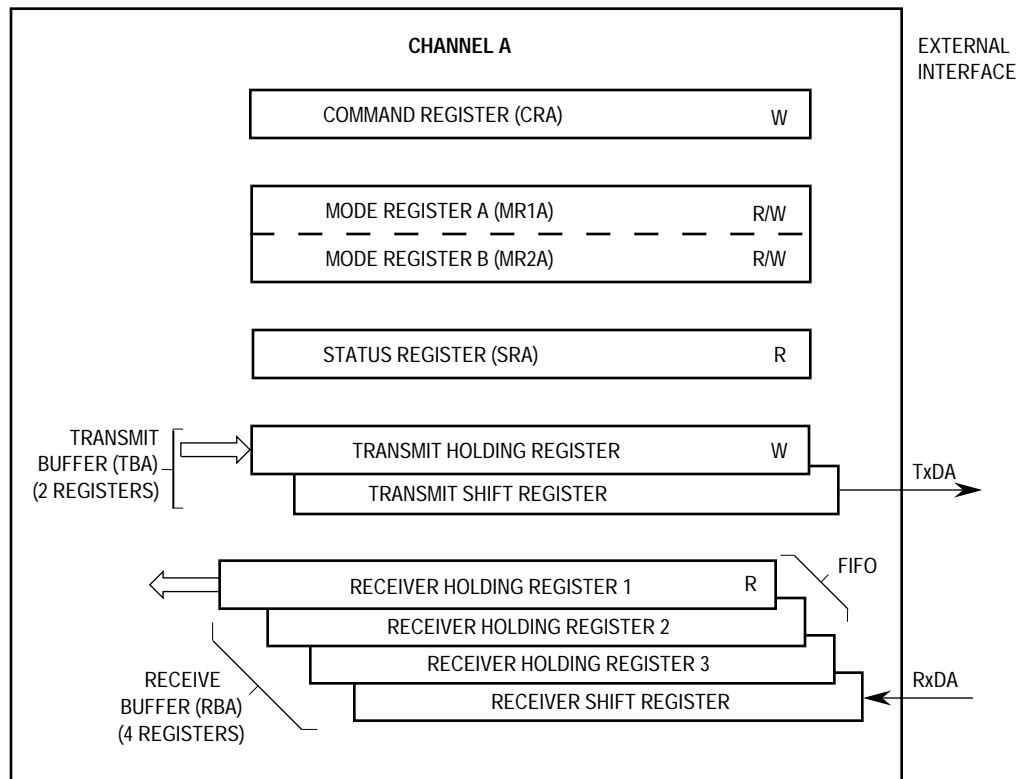 CHANNEL A
EXTERNAL
INTERFACE
COMMAND REGISTER (CRA) W
MODE REGISTER A (MR1A) R/W
MODE REGISTER B (MR2A) R/W
STATUS REGISTER (SRA) R
TRANSMIT
BUFFER (TBA)
(2 REGISTERS)
TRANSMIT HOLDING REGISTER W
TRANSMIT SHIFT REGISTER
TxDA
FIFO
RECEIVER HOLDING REGISTER 1 R
RECEIVER HOLDING REGISTER 2
RECEIVER HOLDING REGISTER 3
RECEIVER SHIFT REGISTER
RxDA
RECEIVE
BUFFER (RBA)
(4 REGISTERS)